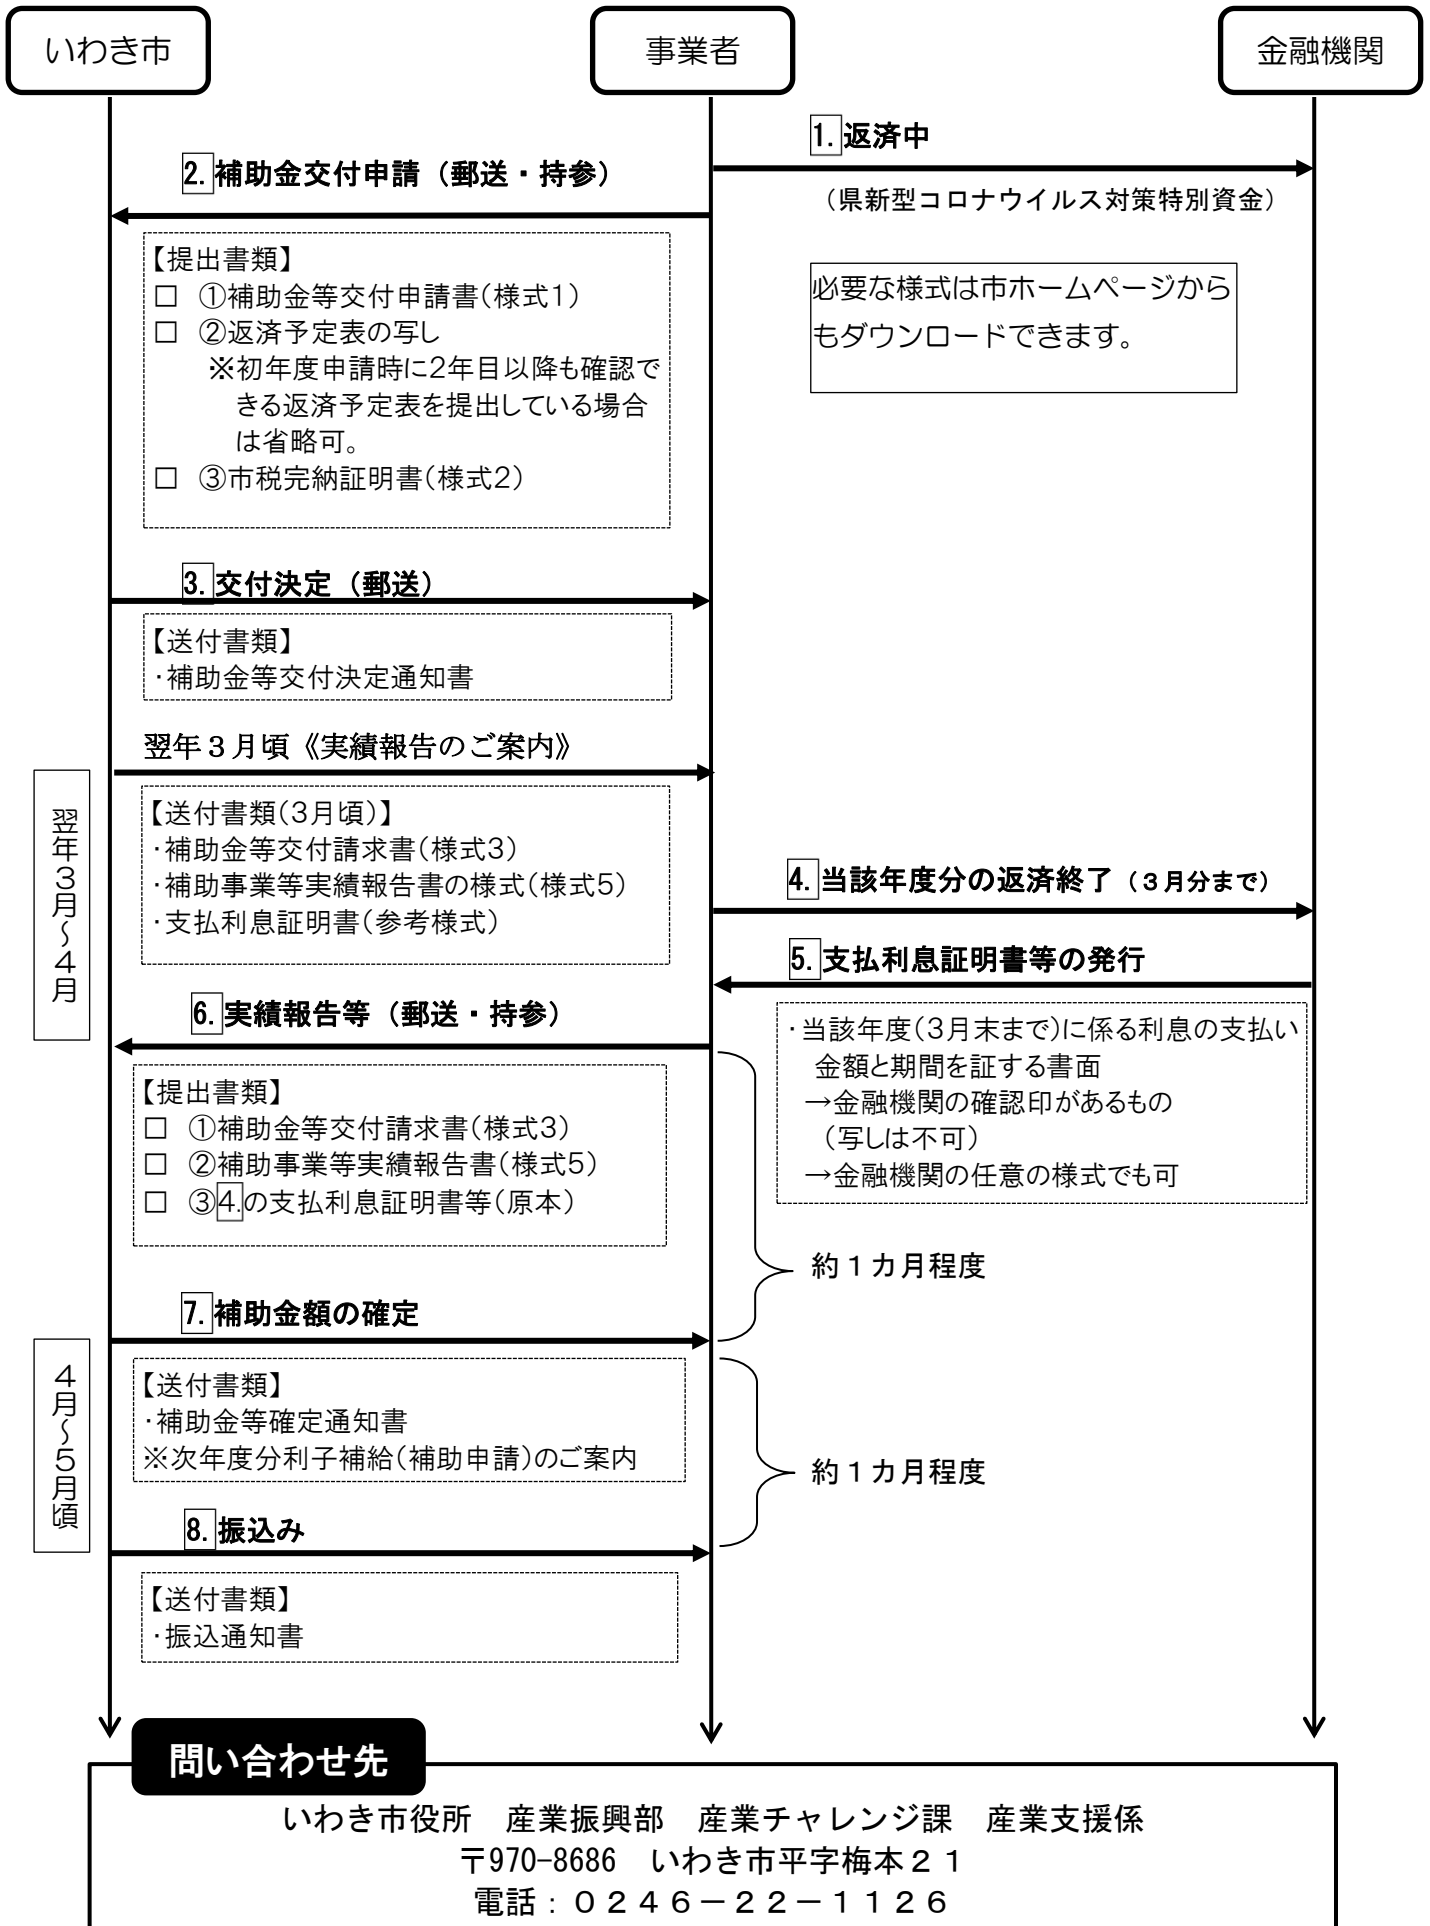 いわき市
事業者
金融機関
1.返済中
(県新型コロナウイルス対策特別資金)
2.補助金交付申請（郵送・持参）
【提出書類】
□ ①補助金等交付申請書(様式1)
□ ②返済予定表の写し
※初年度申請時に2年目以降も確認で
きる返済予定表を提出している場合
は省略可。
□ ③市税完納証明書(様式2)
必要な様式は市ホームページから
もダウンロードできます。
3.交付決定（郵送）
【送付書類】
・補助金等交付決定通知書
翌年３月頃《実績報告のご案内》
翌年３月～４月
【送付書類(3月頃)】
・補助金等交付請求書(様式3)
・補助事業等実績報告書の様式(様式5)
・支払利息証明書(参考様式)
4.当該年度分の返済終了（３月分まで）
5.支払利息証明書等の発行
・当該年度(3月末まで)に係る利息の支払い
金額と期間を証する書面
→金融機関の確認印があるもの
(写しは不可)
→金融機関の任意の様式でも可
6.実績報告等（郵送・持参）
【提出書類】
□ ①補助金等交付請求書(様式3)
□ ②補助事業等実績報告書(様式5)
□ ③4.の支払利息証明書等(原本)
約１カ月程度
7.補助金額の確定
４月～５月頃
【送付書類】
・補助金等確定通知書
※次年度分利子補給(補助申請)のご案内
約１カ月程度
8.振込み
【送付書類】
・振込通知書
問い合わせ先
いわき市役所　産業振興部　産業チャレンジ課　産業支援係
〒970-8686　いわき市平字梅本２１
電話：０２４６－２２－１１２６